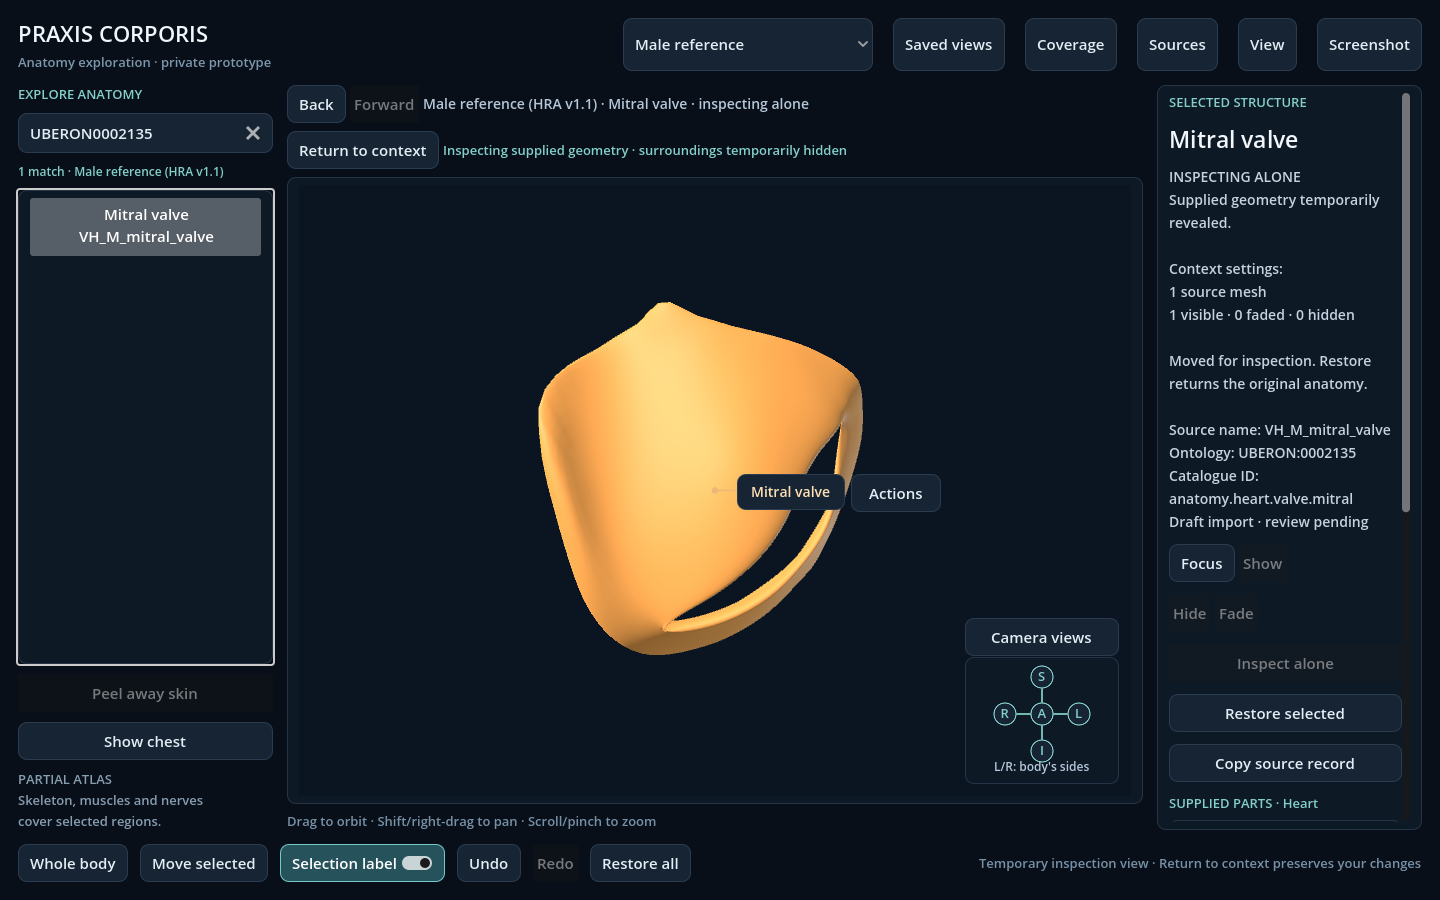 PRAXIS CORPORIS
Anatomy exploration · private prototype
Male reference
Saved views
Coverage
Sources
View
Screenshot
EXPLORE ANATOMY
UBERON0002135
1 match · Male reference (HRA v1.1)
Mitral valve
VH_M_mitral_valve
Peel away skin
Show chest
PARTIAL ATLAS
Skeleton, muscles and nerves
cover selected regions.
Back
Forward
Male reference (HRA v1.1) · Mitral valve · inspecting alone
Return to context
Inspecting supplied geometry · surroundings temporarily hidden
Mitral valve
Actions
Camera views
S
R
A
L
I
L/R: body's sides
Drag to orbit · Shift/right-drag to pan · Scroll/pinch to zoom
SELECTED STRUCTURE
Mitral valve
INSPECTING ALONE
Supplied geometry temporarily
revealed.
Context settings:
1 source mesh
1 visible · 0 faded · 0 hidden
Moved for inspection. Restore
returns the original anatomy.
Source name: VH_M_mitral_valve
Ontology: UBERON:0002135
Catalogue ID:
anatomy.heart.valve.mitral
Draft import · review pending
Focus
Show
Hide
Fade
Inspect alone
Restore selected
Copy source record
SUPPLIED PARTS · Heart
Whole body
Move selected
Selection label
Undo
Redo
Restore all
Temporary inspection view · Return to context preserves your changes